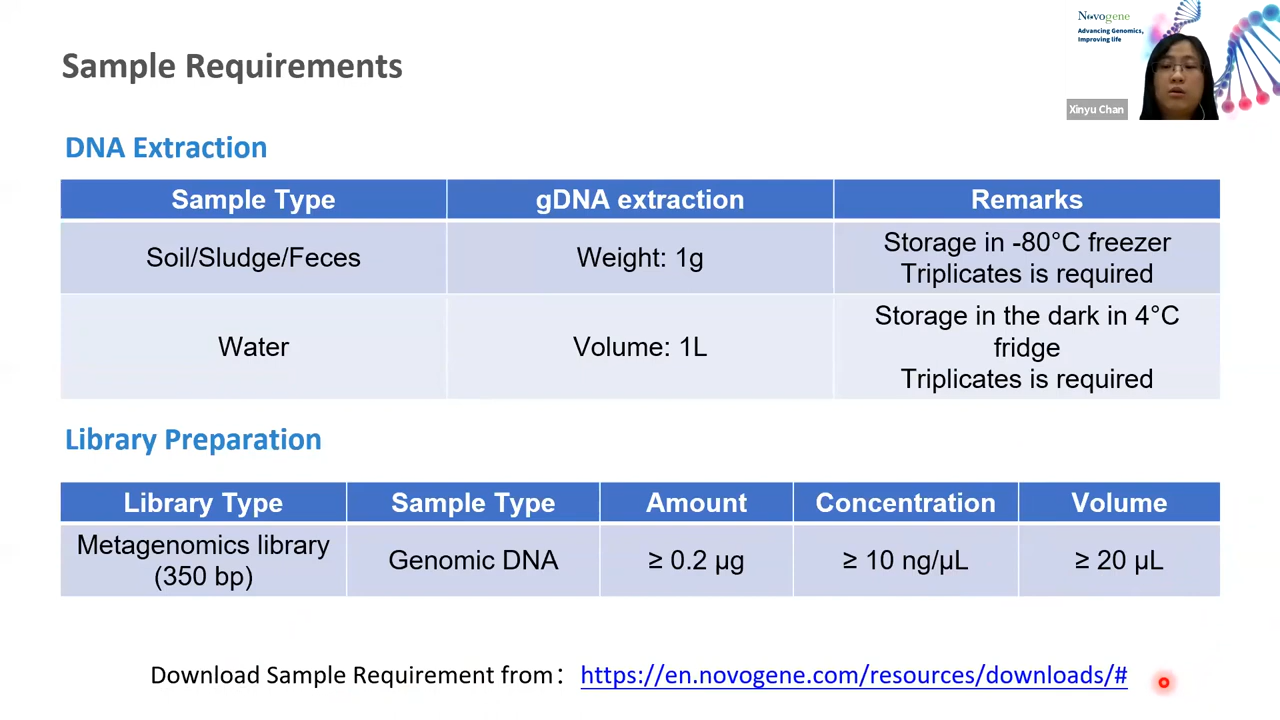 Novogene
Advancing Genomics,
Improving life
Xinyu Chan
Sample Requirements
DNA Extraction
Sample Type
gDNA extraction
Remarks
Soil/Sludge/Feces
Weight: 1g
Storage in -80°C freezer
Triplicates is required
Water
Volume: 1L
Storage in the dark in 4°C
fridge
Triplicates is required
Library Preparation
Library Type
Sample Type
Amount
Concentration
Volume
Metagenomics library
(350 bp)
Genomic DNA
≥ 0.2 µg
≥ 10 ng/µL
≥ 20 µL
Download Sample Requirement from： https://en.novogene.com/resources/downloads/#